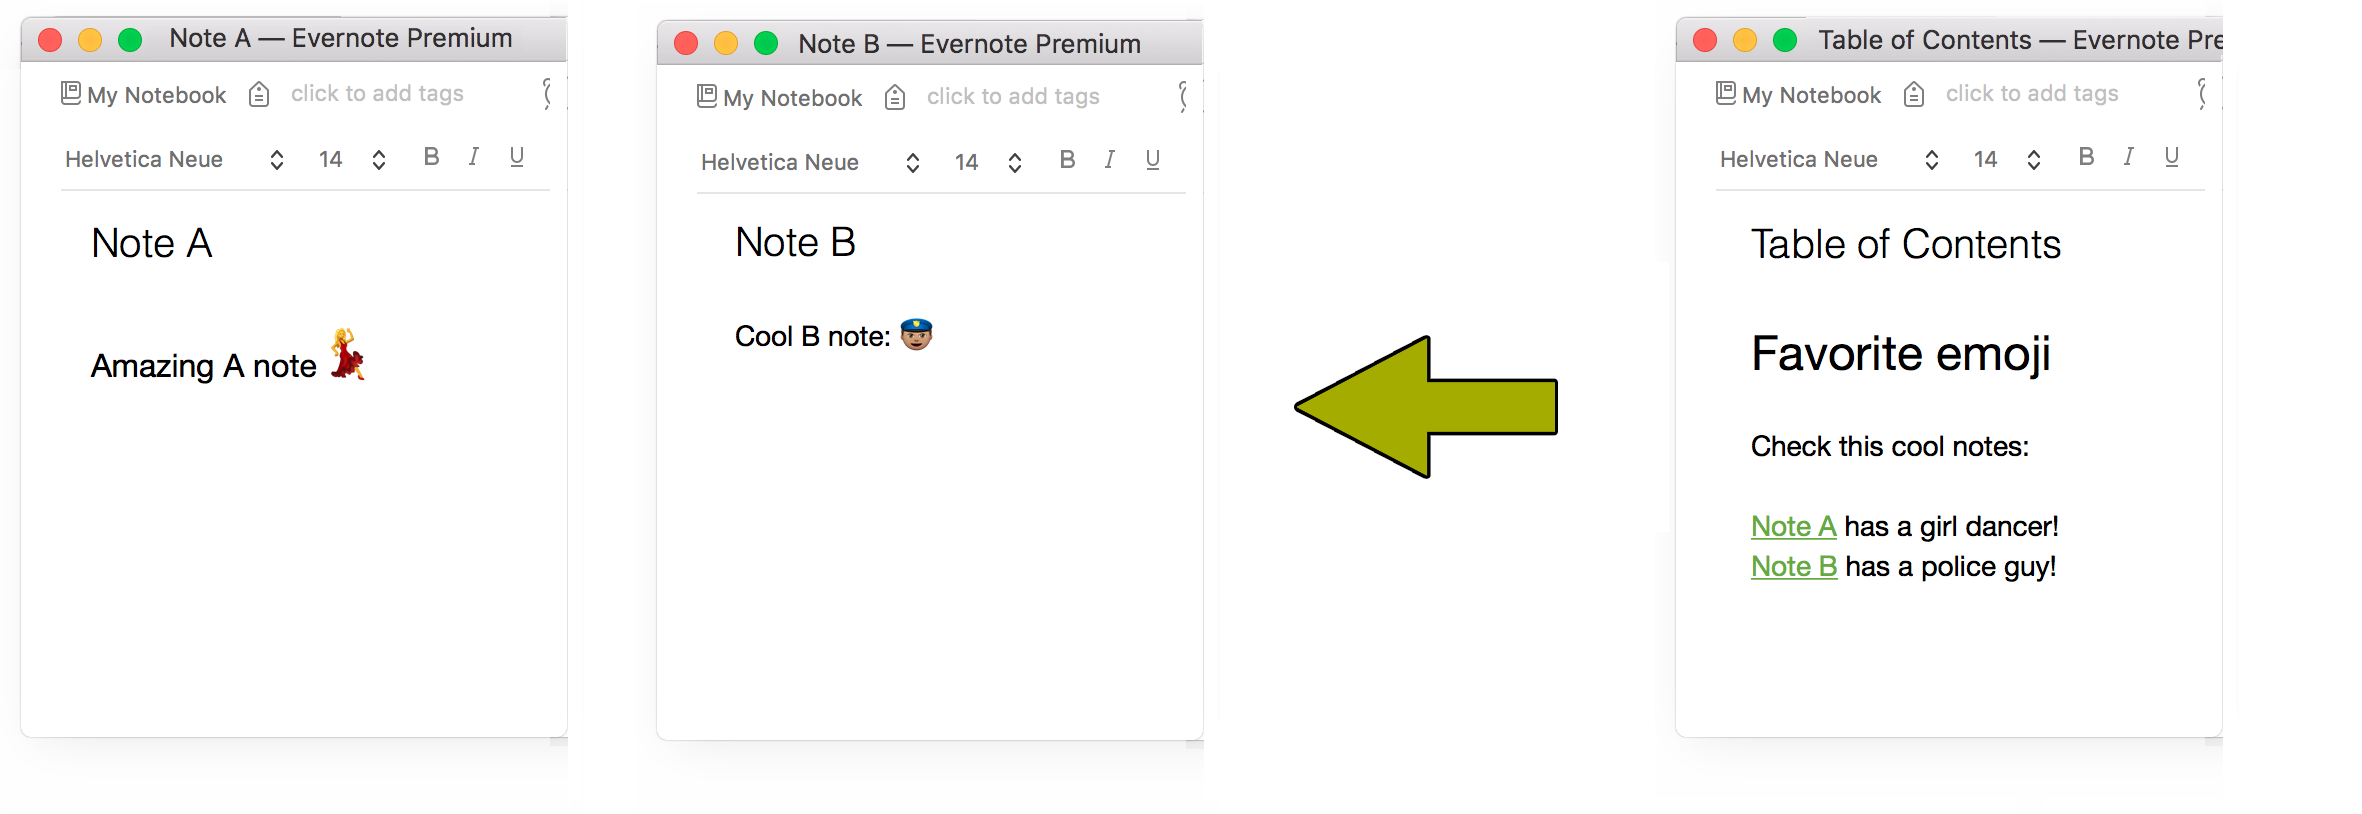 Note A — Evernote Premium
My Notebook click to add tags
Helvetica Neue 14 B I U
Note A
Amazing A note 💃
Note B — Evernote Premium
My Notebook click to add tags
Helvetica Neue 14 B I U
Note B
Cool B note: 👮🏽
Table of Contents — Evernote Pre
My Notebook click to add tags
Helvetica Neue 14 B I U
Table of Contents
Favorite emoji
Check this cool notes:
Note A has a girl dancer!
Note B has a police guy!